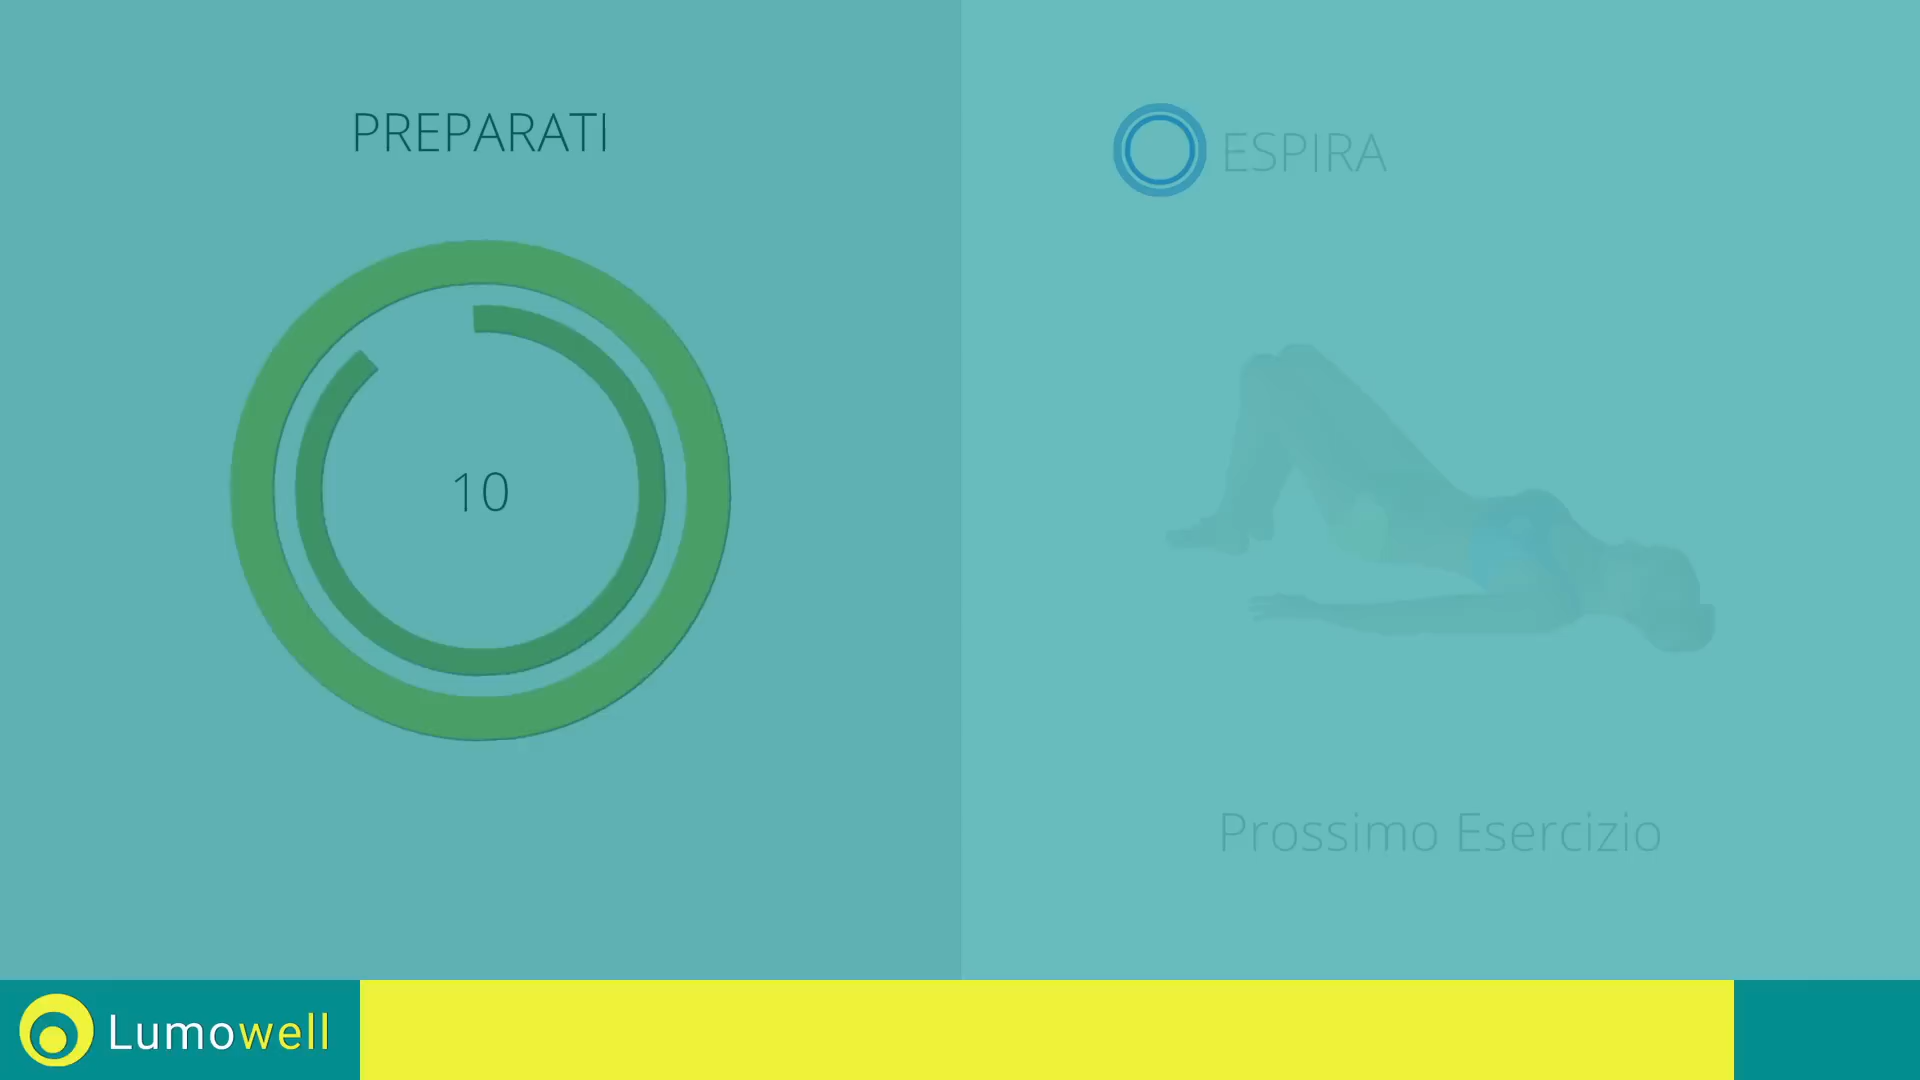 PREPARATI
10
ESPIRA
Prossimo Esercizio
Lumowell